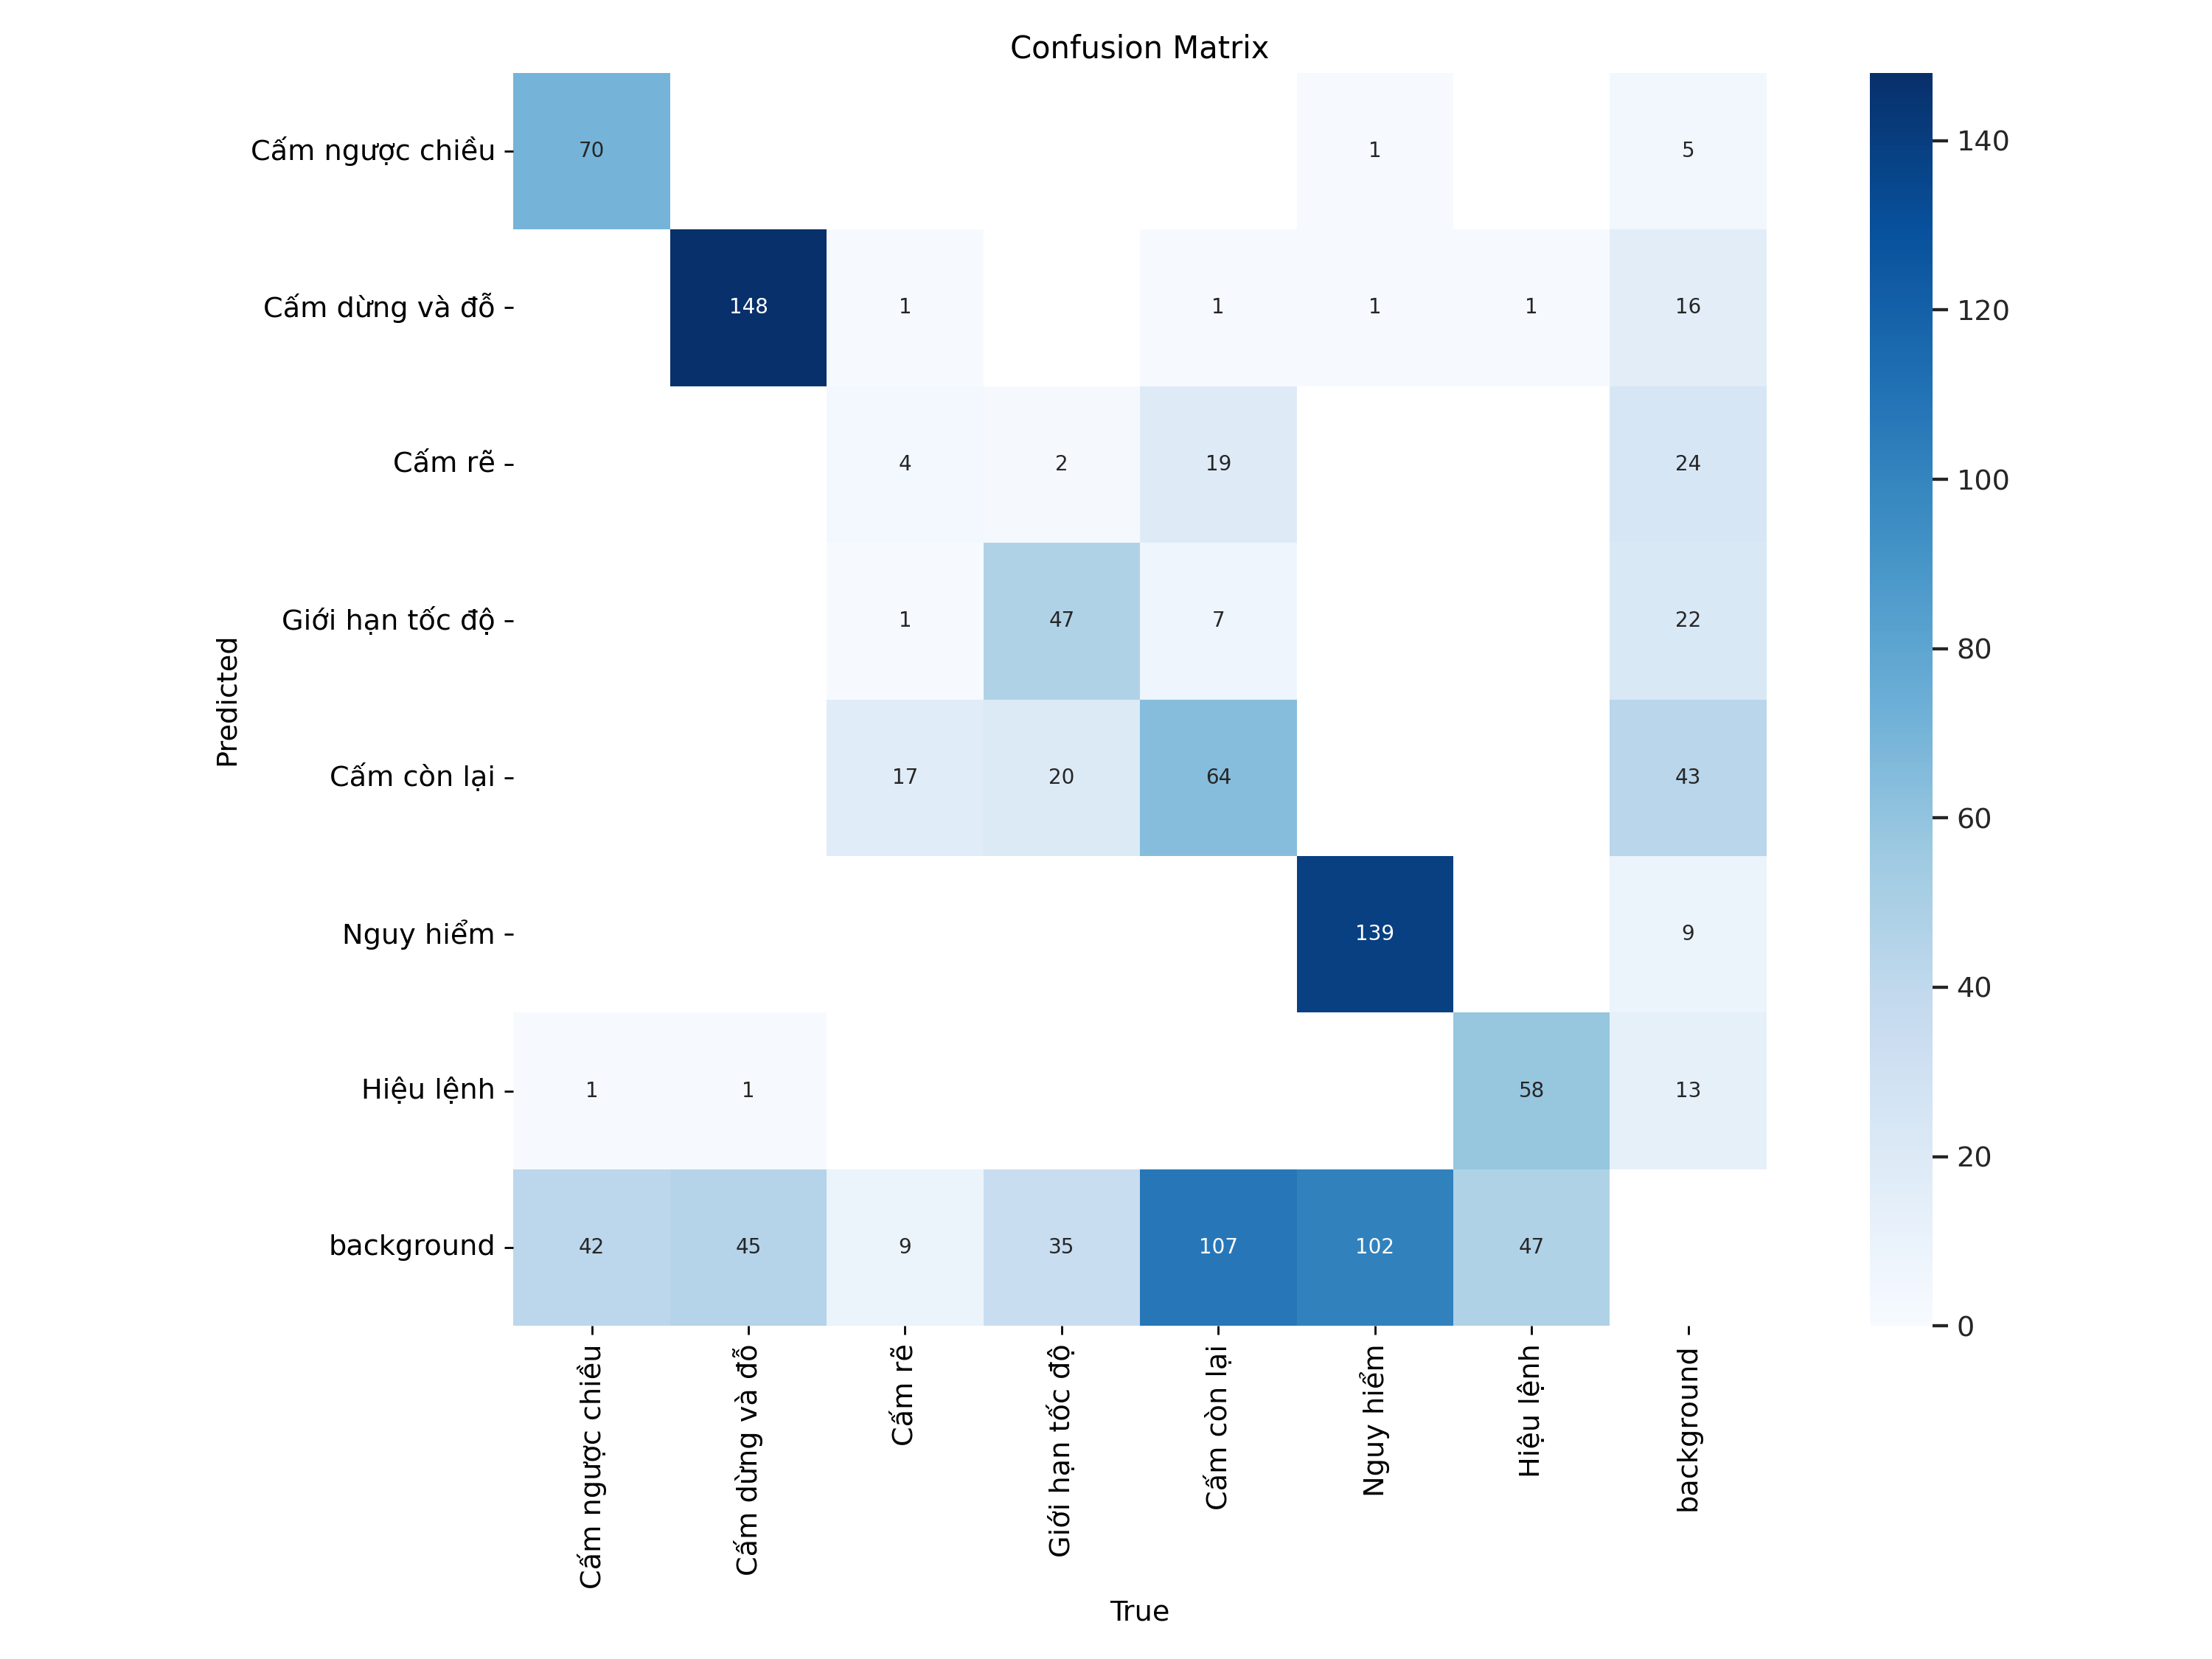 Confusion Matrix
Cấm ngược chiều 70 1 5
Cấm dừng và đỗ 148 1 1 1 1 16
Cấm rẽ 4 2 19 24
Giới hạn tốc độ 1 47 7 22
Cấm còn lại 17 20 64 43
Nguy hiểm 139 9
Hiệu lệnh 1 1 58 13
background 42 45 9 35 107 102 47
Predicted
Cấm ngược chiều
Cấm dừng và đỗ
Cấm rẽ
Giới hạn tốc độ
Cấm còn lại
Nguy hiểm
Hiệu lệnh
background
True
140
120
100
80
60
40
20
0